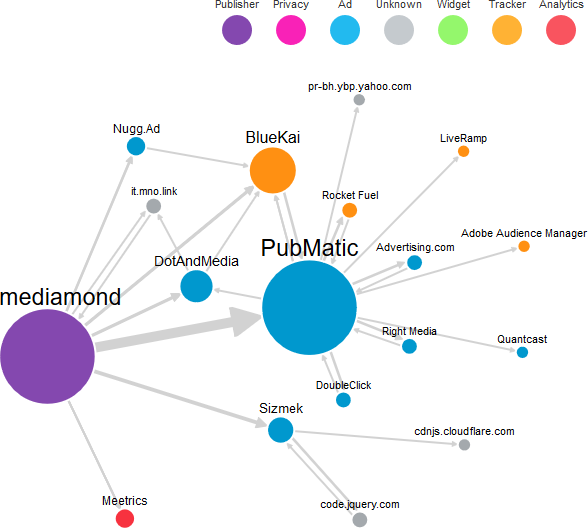 Publisher Privacy Ad Unknown Widget Tracker Analytics
pr-bh.ybp.yahoo.com
Nugg.Ad
BlueKai
LiveRamp
it.mno.link
Rocket Fuel
Adobe Audience Manager
PubMatic
Advertising.com
DotAndMedia
mediamond
Right Media
Quantcast
DoubleClick
Sizmek
cdnjs.cloudflare.com
Meetrics
code.jquery.com